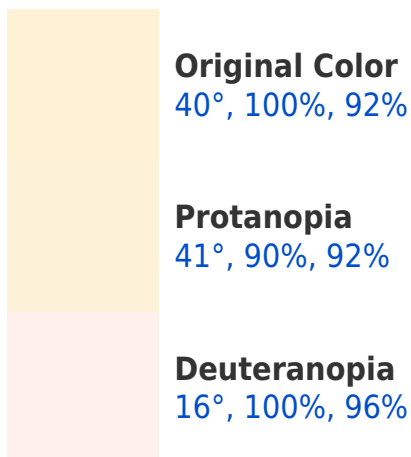 Original Color
40°, 100%, 92%
Protanopia
41°, 90%, 92%
Deuteranopia
16°, 100%, 96%